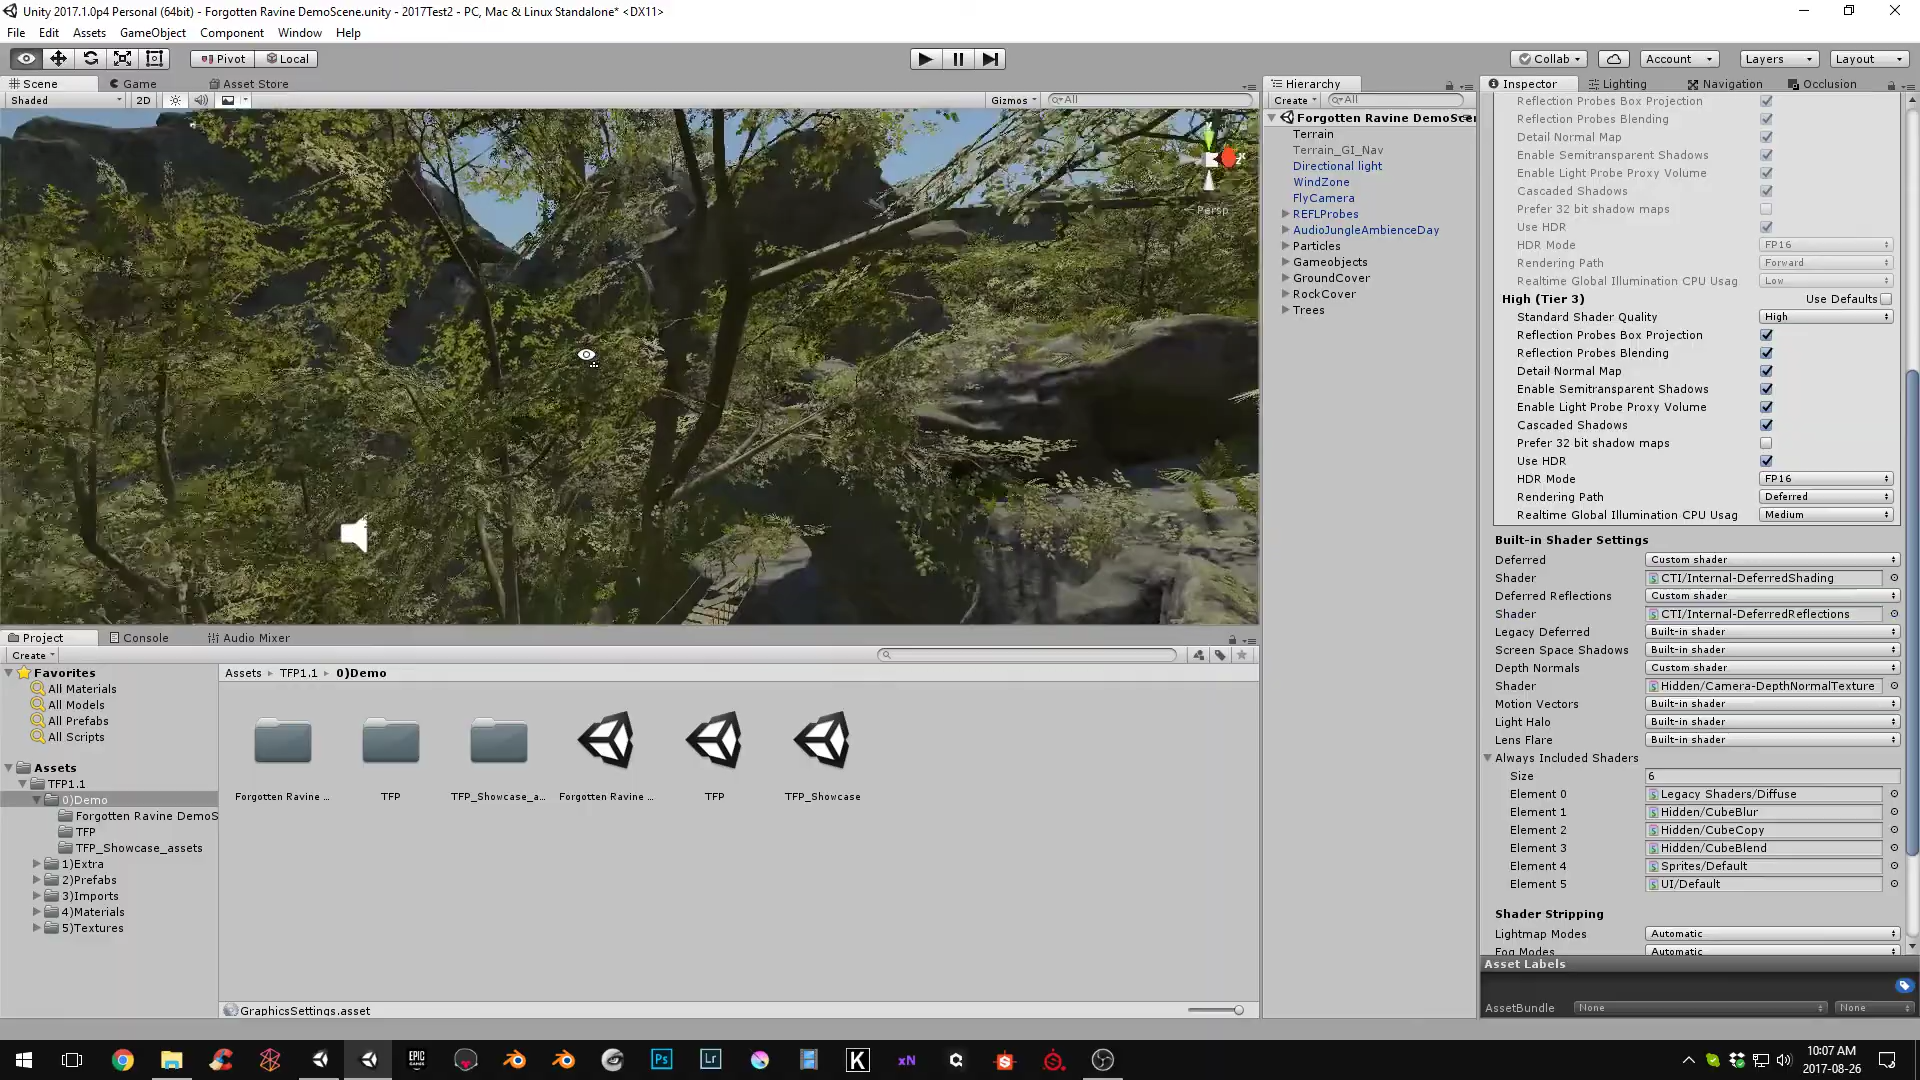 Unity 2017.1.0p4 Personal (64bit) - Forgotten Ravine DemoScene.unity - 2017Test2 - PC, Mac & Linux Standalone* <DX11>
File Edit Assets GameObject Component Window Help
Pivot Local
Collab Account Layers Layout
Scene Game Asset Store
Shaded 2D
Gizmos All
Persp
Hierarchy
Create All
Forgotten Ravine DemoScen
Terrain
Terrain_GI_Nav
Directional light
WindZone
FlyCamera
REFLProbes
AudioJungleAmbienceDay
Particles
Gameobjects
GroundCover
RockCover
Trees
Inspector Lighting Navigation Occlusion
Reflection Probes Box Projection
Reflection Probes Blending
Detail Normal Map
Enable Semitransparent Shadows
Enable Light Probe Proxy Volume
Cascaded Shadows
Prefer 32 bit shadow maps
Use HDR
HDR Mode FP16
Rendering Path Forward
Realtime Global Illumination CPU Usag Low
High (Tier 3) Use Defaults
Standard Shader Quality High
Reflection Probes Box Projection
Reflection Probes Blending
Detail Normal Map
Enable Semitransparent Shadows
Enable Light Probe Proxy Volume
Cascaded Shadows
Prefer 32 bit shadow maps
Use HDR
HDR Mode FP16
Rendering Path Deferred
Realtime Global Illumination CPU Usag Medium
Built-in Shader Settings
Deferred Custom shader
Shader CTI/Internal-DeferredShading
Deferred Reflections Custom shader
Shader CTI/Internal-DeferredReflections
Legacy Deferred Built-in shader
Screen Space Shadows Built-in shader
Depth Normals Custom shader
Shader Hidden/Camera-DepthNormalTexture
Motion Vectors Built-in shader
Light Halo Built-in shader
Lens Flare Built-in shader
Always Included Shaders
Size 6
Element 0 Legacy Shaders/Diffuse
Element 1 Hidden/CubeBlur
Element 2 Hidden/CubeCopy
Element 3 Hidden/CubeBlend
Element 4 Sprites/Default
Element 5 UI/Default
Shader Stripping
Lightmap Modes Automatic
Fog Modes Automatic
Asset Labels
AssetBundle None None
Project Console Audio Mixer
Create
Favorites
All Materials
All Models
All Prefabs
All Scripts
Assets
TFP1.1
0)Demo
Forgotten Ravine DemoS
TFP
TFP_Showcase_assets
1)Extra
2)Prefabs
3)Imports
4)Materials
5)Textures
Assets TFP1.1 0)Demo
Forgotten Ravine ... TFP TFP_Showcase_a... Forgotten Ravine ... TFP TFP_Showcase
GraphicsSettings.asset
EPIC GAMES Ps Lr K xN
10:07 AM
2017-08-26